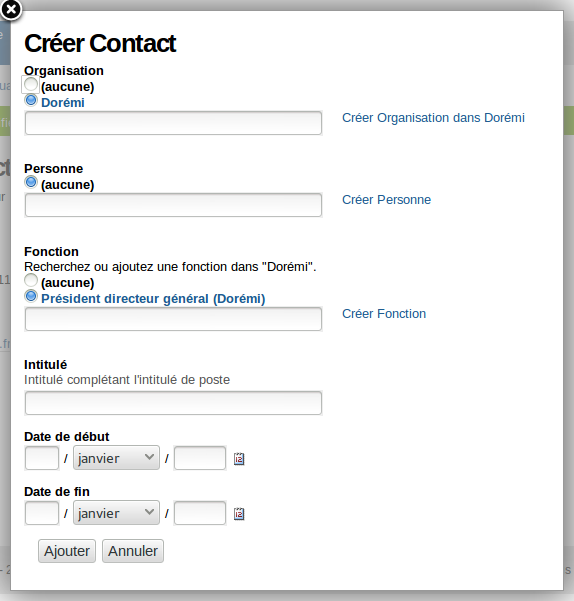 Créer Contact
Organisation
(aucune)
Dorémi
Créer Organisation dans Dorémi
Personne
(aucune)
Créer Personne
Fonction
Recherchez ou ajoutez une fonction dans "Dorémi".
(aucune)
Président directeur général (Dorémi)
Créer Fonction
Intitulé
Intitulé complétant l'intitulé de poste
Date de début
/ janvier /
Date de fin
/ janvier /
Ajouter Annuler